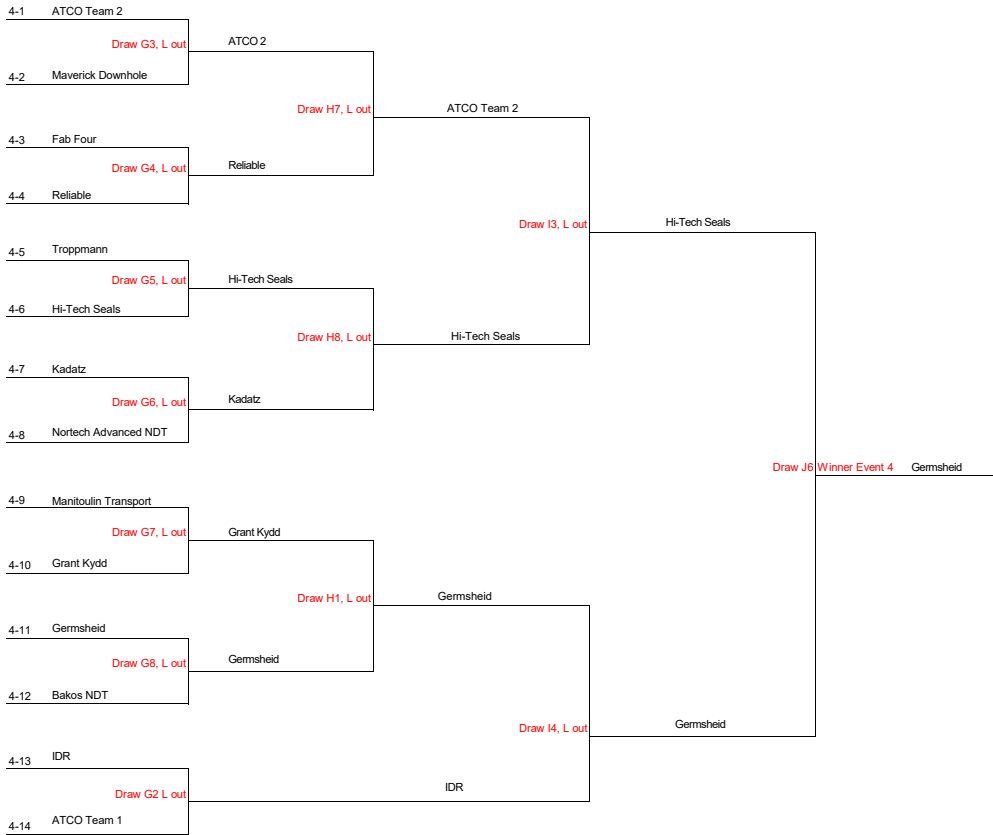 4-1 ATCO Team 2
Draw G3, L out ATCO 2
4-2 Maverick Downhole
Draw H7, L out ATCO Team 2
4-3 Fab Four
Draw G4, L out Reliable
4-4 Reliable
Draw I3, L out Hi-Tech Seals
4-5 Troppmann
Draw G5, L out Hi-Tech Seals
4-6 Hi-Tech Seals
Draw H8, L out Hi-Tech Seals
4-7 Kadatz
Draw G6, L out Kadatz
4-8 Nortech Advanced NDT
Draw J6 Winner Event 4 Germsheid
4-9 Manitoulin Transport
Draw G7, L out Grant Kydd
4-10 Grant Kydd
Draw H1, L out Germsheid
4-11 Germsheid
Draw G8, L out Germsheid
4-12 Bakos NDT
Draw I4, L out Germsheid
4-13 IDR
Draw G2 L out IDR
4-14 ATCO Team 1